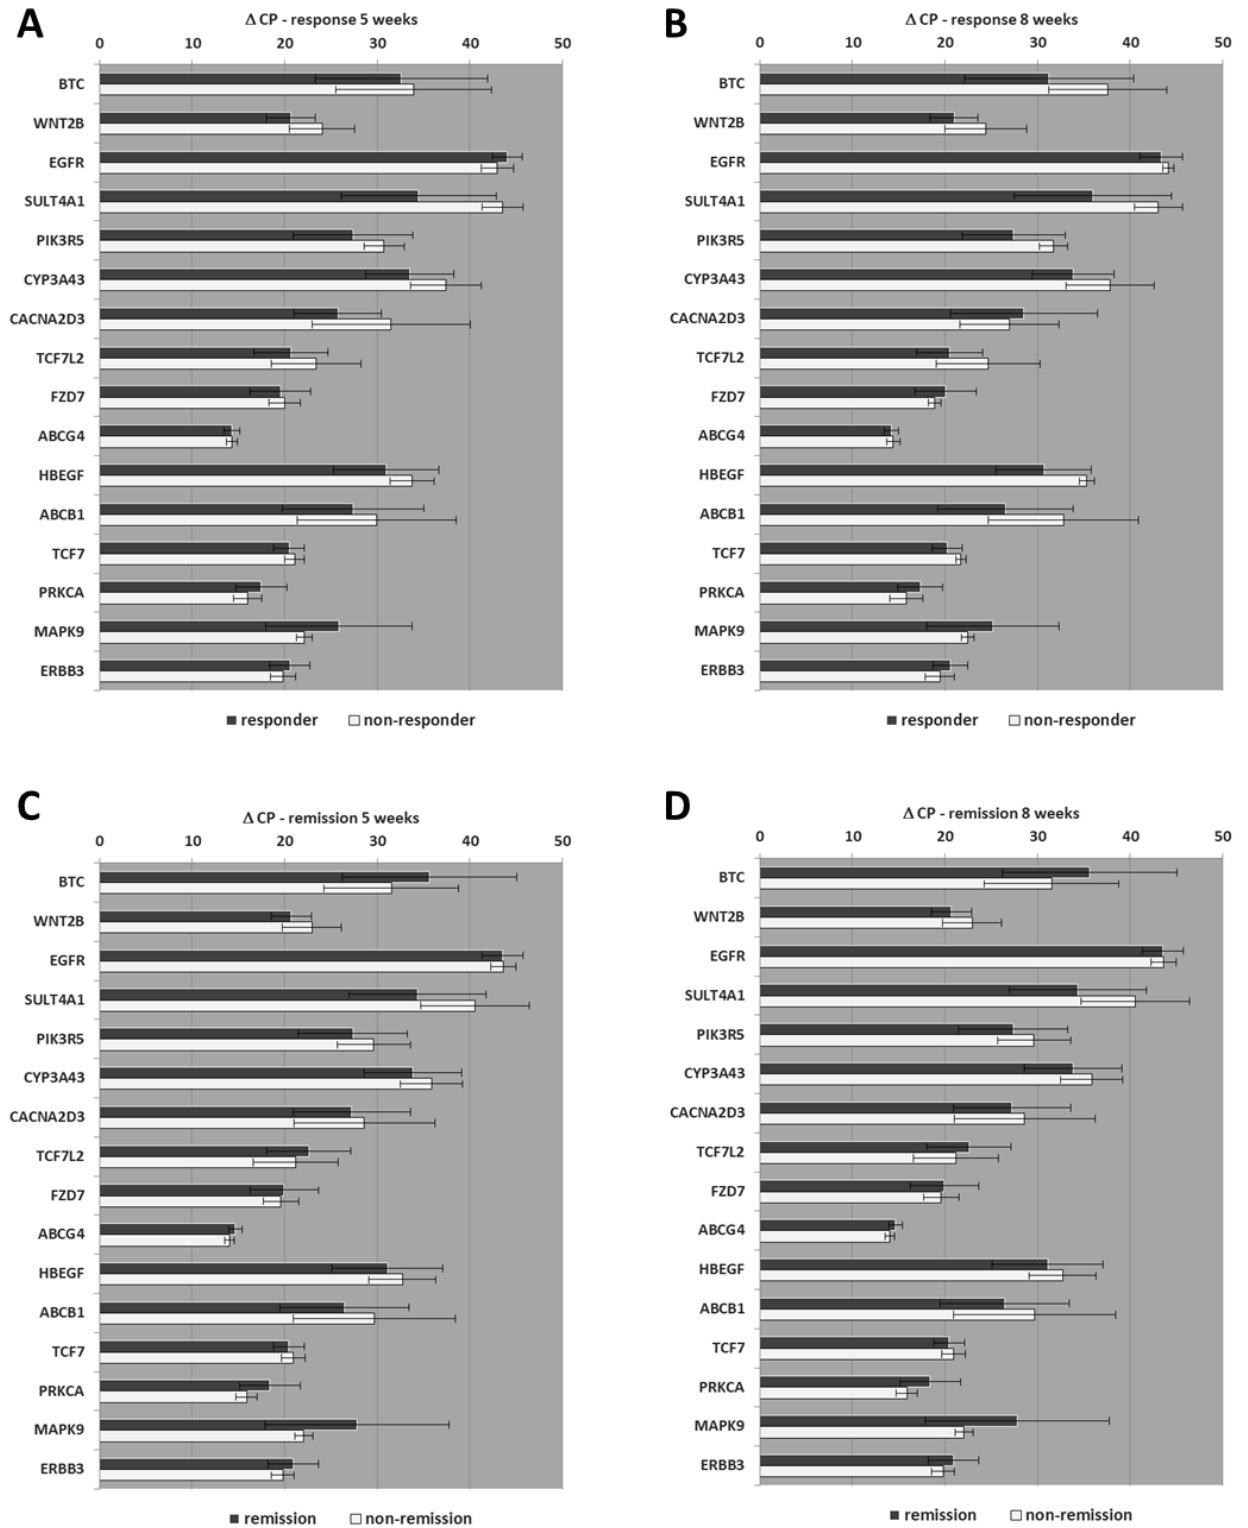 A
Δ CP - response 5 weeks
0 10 20 30 40 50
BTC
WNT2B
EGFR
SULT4A1
PIK3R5
CYP3A43
CACNA2D3
TCF7L2
FZD7
ABCG4
HBEGF
ABCB1
TCF7
PRKCA
MAPK9
ERBB3
responder non-responder
B
Δ CP - response 8 weeks
0 10 20 30 40 50
BTC
WNT2B
EGFR
SULT4A1
PIK3R5
CYP3A43
CACNA2D3
TCF7L2
FZD7
ABCG4
HBEGF
ABCB1
TCF7
PRKCA
MAPK9
ERBB3
responder non-responder
C
Δ CP - remission 5 weeks
0 10 20 30 40 50
BTC
WNT2B
EGFR
SULT4A1
PIK3R5
CYP3A43
CACNA2D3
TCF7L2
FZD7
ABCG4
HBEGF
ABCB1
TCF7
PRKCA
MAPK9
ERBB3
remission non-remission
D
Δ CP - remission 8 weeks
0 10 20 30 40 50
BTC
WNT2B
EGFR
SULT4A1
PIK3R5
CYP3A43
CACNA2D3
TCF7L2
FZD7
ABCG4
HBEGF
ABCB1
TCF7
PRKCA
MAPK9
ERBB3
remission non-remission